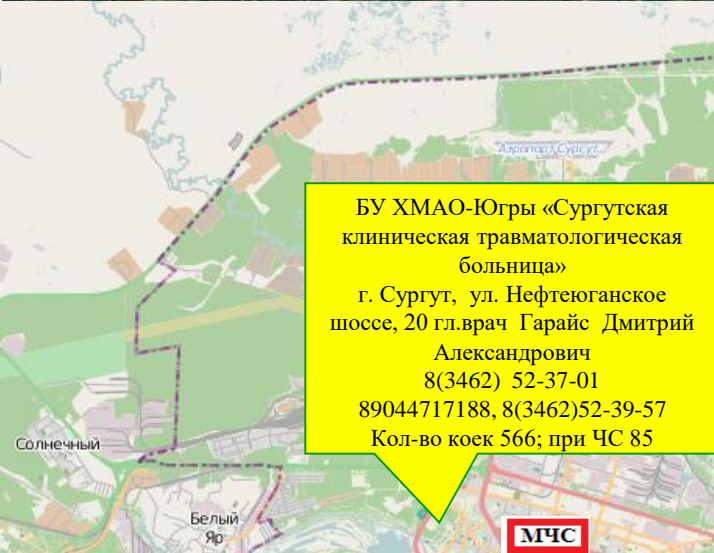 Аэропорт Сургут
БУ ХМАО-Югры «Сургутская
клиническая травматологическая
больница»
г. Сургут, ул. Нефтеюганское
шоссе, 20 гл.врач Гарайс Дмитрий
Александрович
8(3462) 52-37-01
89044717188, 8(3462)52-39-57
Кол-во коек 566; при ЧС 85
Солнечный
Белый
Яр
МЧС